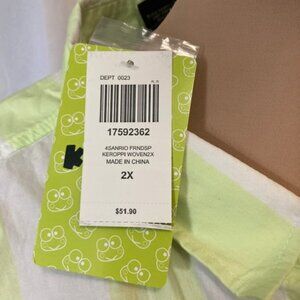 DEPT 0023
17592362
4SANRIO FRNDSP
KEROPPI WOVEN2X
MADE IN CHINA
2X
$51.90
K